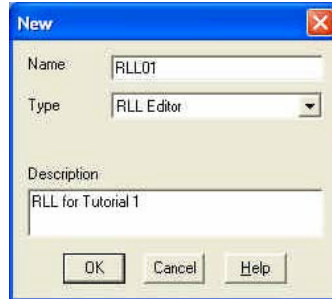 New
Name RLL01
Type RLL Editor
Description
RLL for Tutorial 1
OK Cancel Help